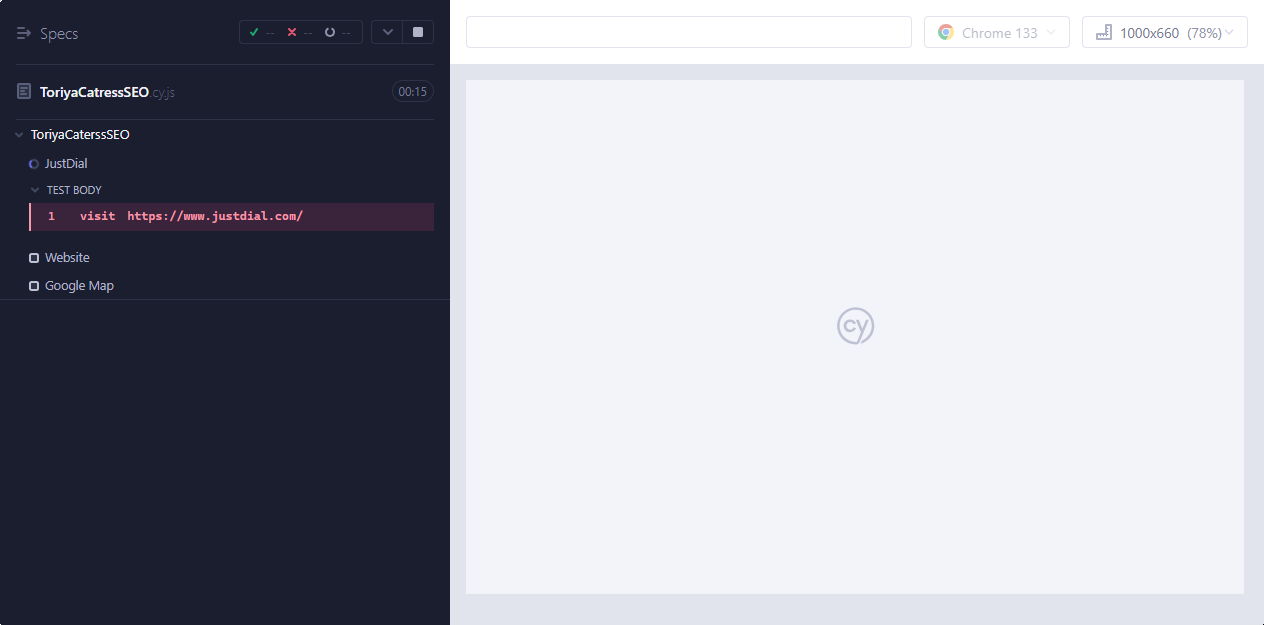 Specs
-- -- --
Chrome 133
1000x660 (78%)
ToriyaCatressSEO.cy.js
00:15
ToriyaCaterssSEO
JustDial
TEST BODY
1 visit https://www.justdial.com/
Website
Google Map
cy